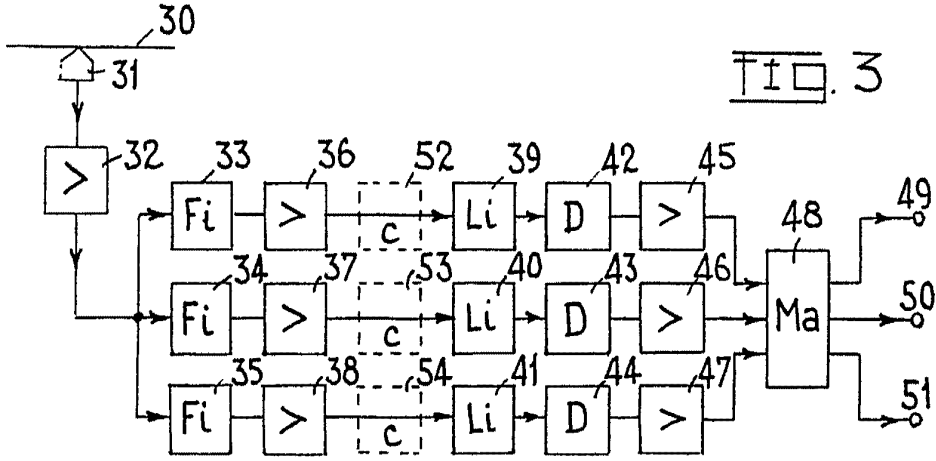 30
31
FIG. 3
32 33 36 52 39 42 45 49
>
Fi > c Li D > 48
34 37 53 40 43 46 50
Fi > c Li D > Ma
35 38 54 41 44 47 51
Fi > c Li D >